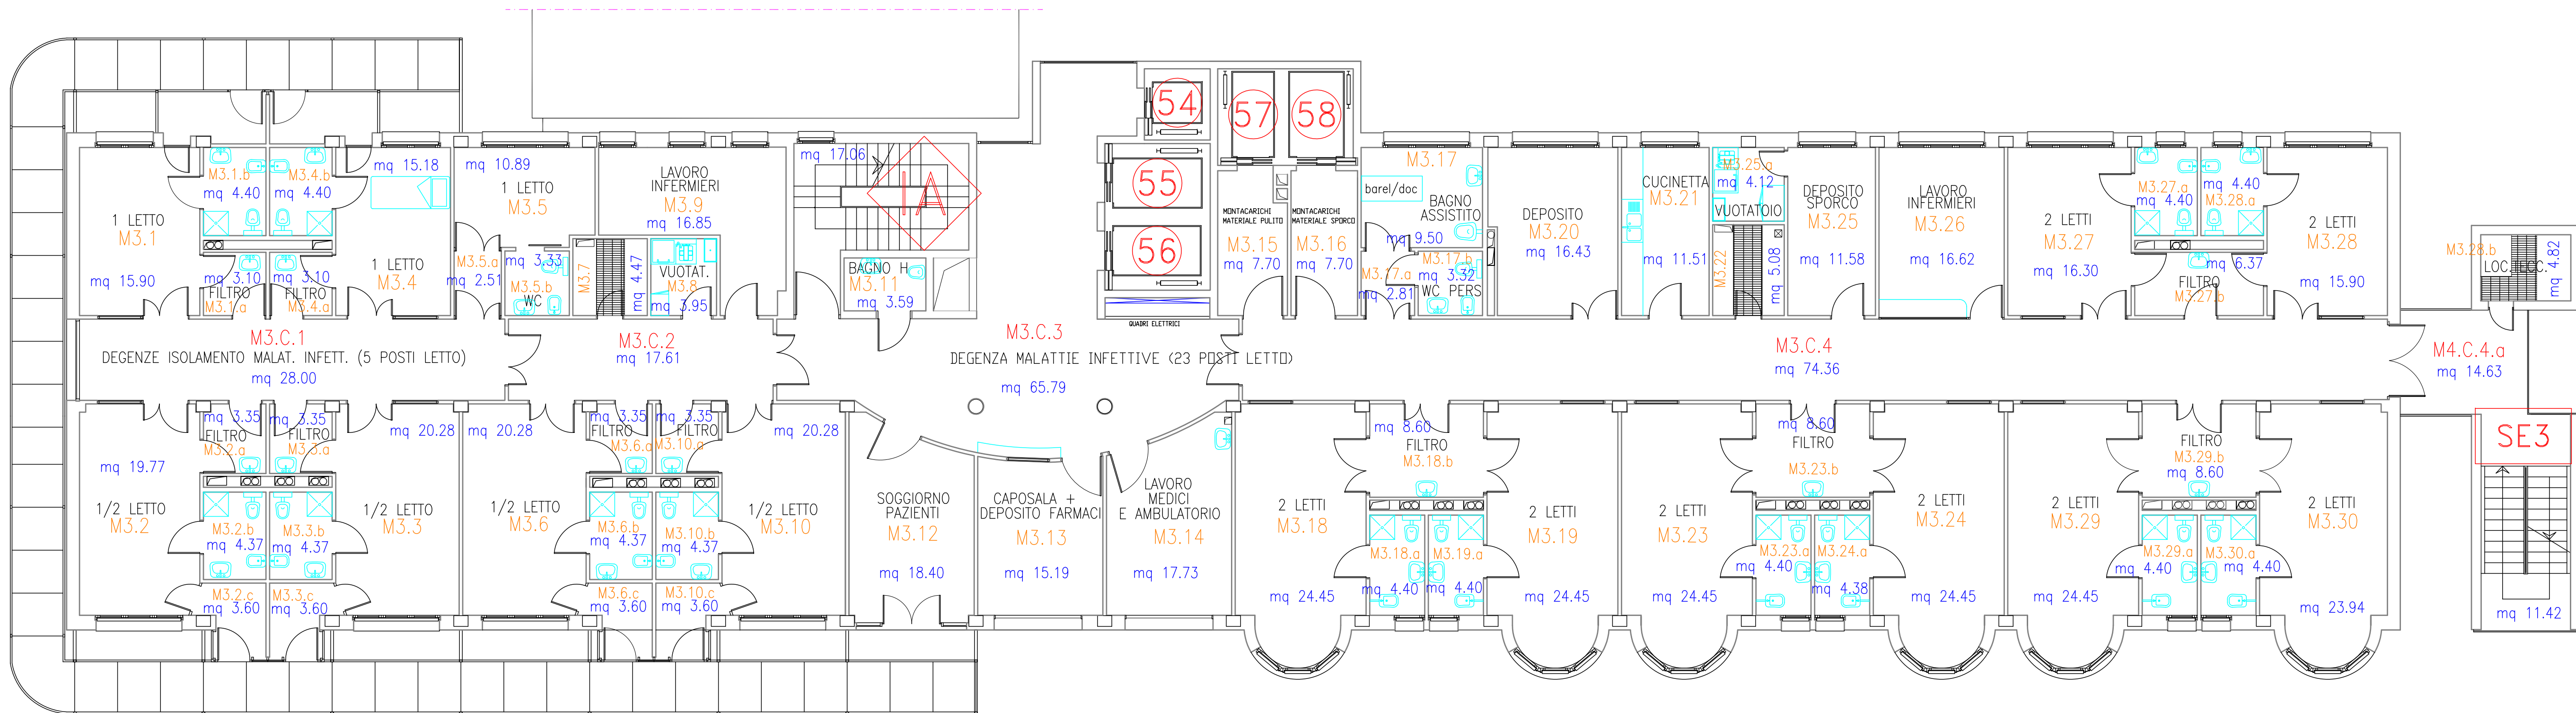 54
57
58
55
56
IA
QUADRI ELETTRICI
mq 17.06
1 LETTO
M3.1
mq 15.90
M3.1.b
mq 4.40
M3.4.b
mq 4.40
mq 3.10
FILTRO
M3.1.a
mq 3.10
FILTRO
M3.4.a
mq 15.18
1 LETTO
M3.4
mq 10.89
1 LETTO
M3.5
M3.5.a
mq 2.51
mq 3.33
M3.5.b
WC
M3.7
mq 4.47
LAVORO
INFERMIERI
M3.9
mq 16.85
VUOTAT.
M3.8
mq 3.95
BAGNO H
M3.11
mq 3.59
MONTACARICHI
MATERIALE PULITO
M3.15
mq 7.70
MONTACARICHI
MATERIALE SPORCO
M3.16
mq 7.70
M3.17
barel/doc
BAGNO
ASSISTITO
mq 9.50
M3.17.a
mq 2.81
M3.17.b
mq 3.32
WC PERS
DEPOSITO
M3.20
mq 16.43
CUCINETTA
M3.21
mq 11.51
M3.25.a
mq 4.12
VUOTATOIO
M3.22
mq 5.08
DEPOSITO
SPORCO
M3.25
mq 11.58
LAVORO
INFERMIERI
M3.26
mq 16.62
2 LETTI
M3.27
mq 16.30
M3.27.a
mq 4.40
mq 4.40
M3.28.a
mq 6.37
FILTRO
M3.27.b
2 LETTI
M3.28
mq 15.90
M3.28.b
LOC.TECC.
mq 4.82
M3.C.1
DEGENZE ISOLAMENTO MALAT. INFETT. (5 POSTI LETTO)
mq 28.00
M3.C.2
mq 17.61
M3.C.3
DEGENZA MALATTIE INFETTIVE (23 POSTI LETTO)
mq 65.79
M3.C.4
mq 74.36
M4.C.4.a
mq 14.63
SE3
mq 11.42
mq 19.77
1/2 LETTO
M3.2
mq 3.35
FILTRO
M3.2.a
mq 3.35
FILTRO
M3.3.a
M3.2.b
mq 4.37
M3.3.b
mq 4.37
M3.2.c
mq 3.60
M3.3.c
mq 3.60
mq 20.28
1/2 LETTO
M3.3
mq 20.28
1/2 LETTO
M3.6
mq 3.35
FILTRO
M3.6.a
mq 3.35
M3.10.a
M3.6.b
mq 4.37
M3.10.b
mq 4.37
M3.6.c
mq 3.60
M3.10.c
mq 3.60
mq 20.28
1/2 LETTO
M3.10
SOGGIORNO
PAZIENTI
M3.12
mq 18.40
CAPOSALA +
DEPOSITO FARMACI
M3.13
mq 15.19
LAVORO
MEDICI
E AMBULATORIO
M3.14
mq 17.73
2 LETTI
M3.18
mq 24.45
mq 8.60
FILTRO
M3.18.b
M3.18.a
mq 4.40
M3.19.a
mq 4.40
2 LETTI
M3.19
mq 24.45
2 LETTI
M3.23
mq 24.45
mq 8.60
FILTRO
M3.23.b
M3.23.a
mq 4.40
M3.24.a
mq 4.38
2 LETTI
M3.24
mq 24.45
2 LETTI
M3.29
mq 24.45
FILTRO
M3.29.b
mq 8.60
M3.29.a
mq 4.40
M3.30.a
mq 4.40
2 LETTI
M3.30
mq 23.94